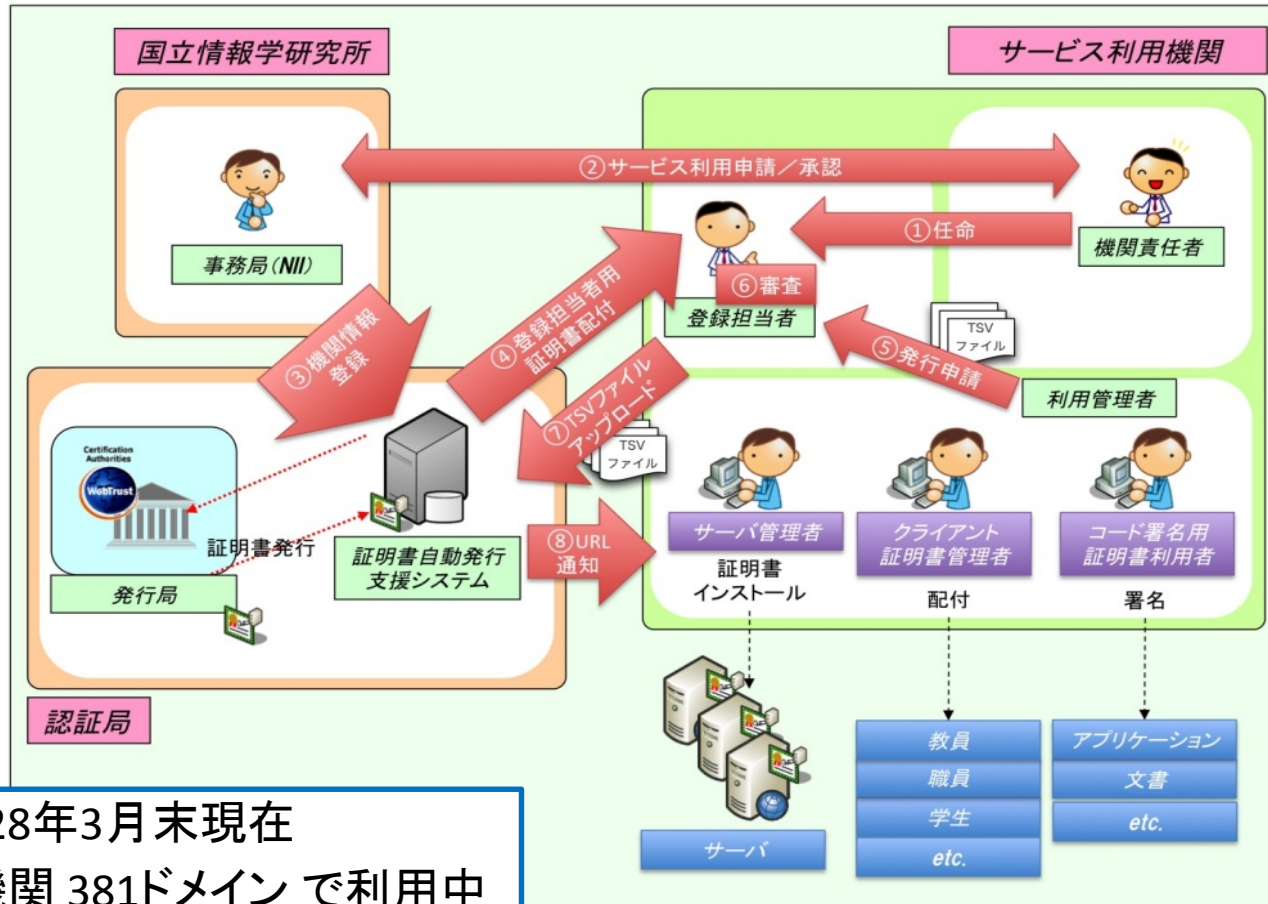 国立情報学研究所
サービス利用機関
②サービス利用申請／承認
①任命
機関責任者
事務局(NII)
⑥審査
登録担当者
TSV
ファイル
⑤発行申請
利用管理者
③機関情報
登録
④登録担当者用
証明書配付
⑦TSVファイル
アップロード
TSV
ファイル
Certification
Authorities
WebTrust
証明書発行
発行局
証明書自動発行
支援システム
⑧URL
通知
サーバ管理者
クライアント
証明書管理者
コード署名用
証明書利用者
証明書
インストール
配付
署名
認証局
サーバ
教員
職員
学生
etc.
アプリケーション
文書
etc.
28年3月末現在
機関 381ドメイン で利用中